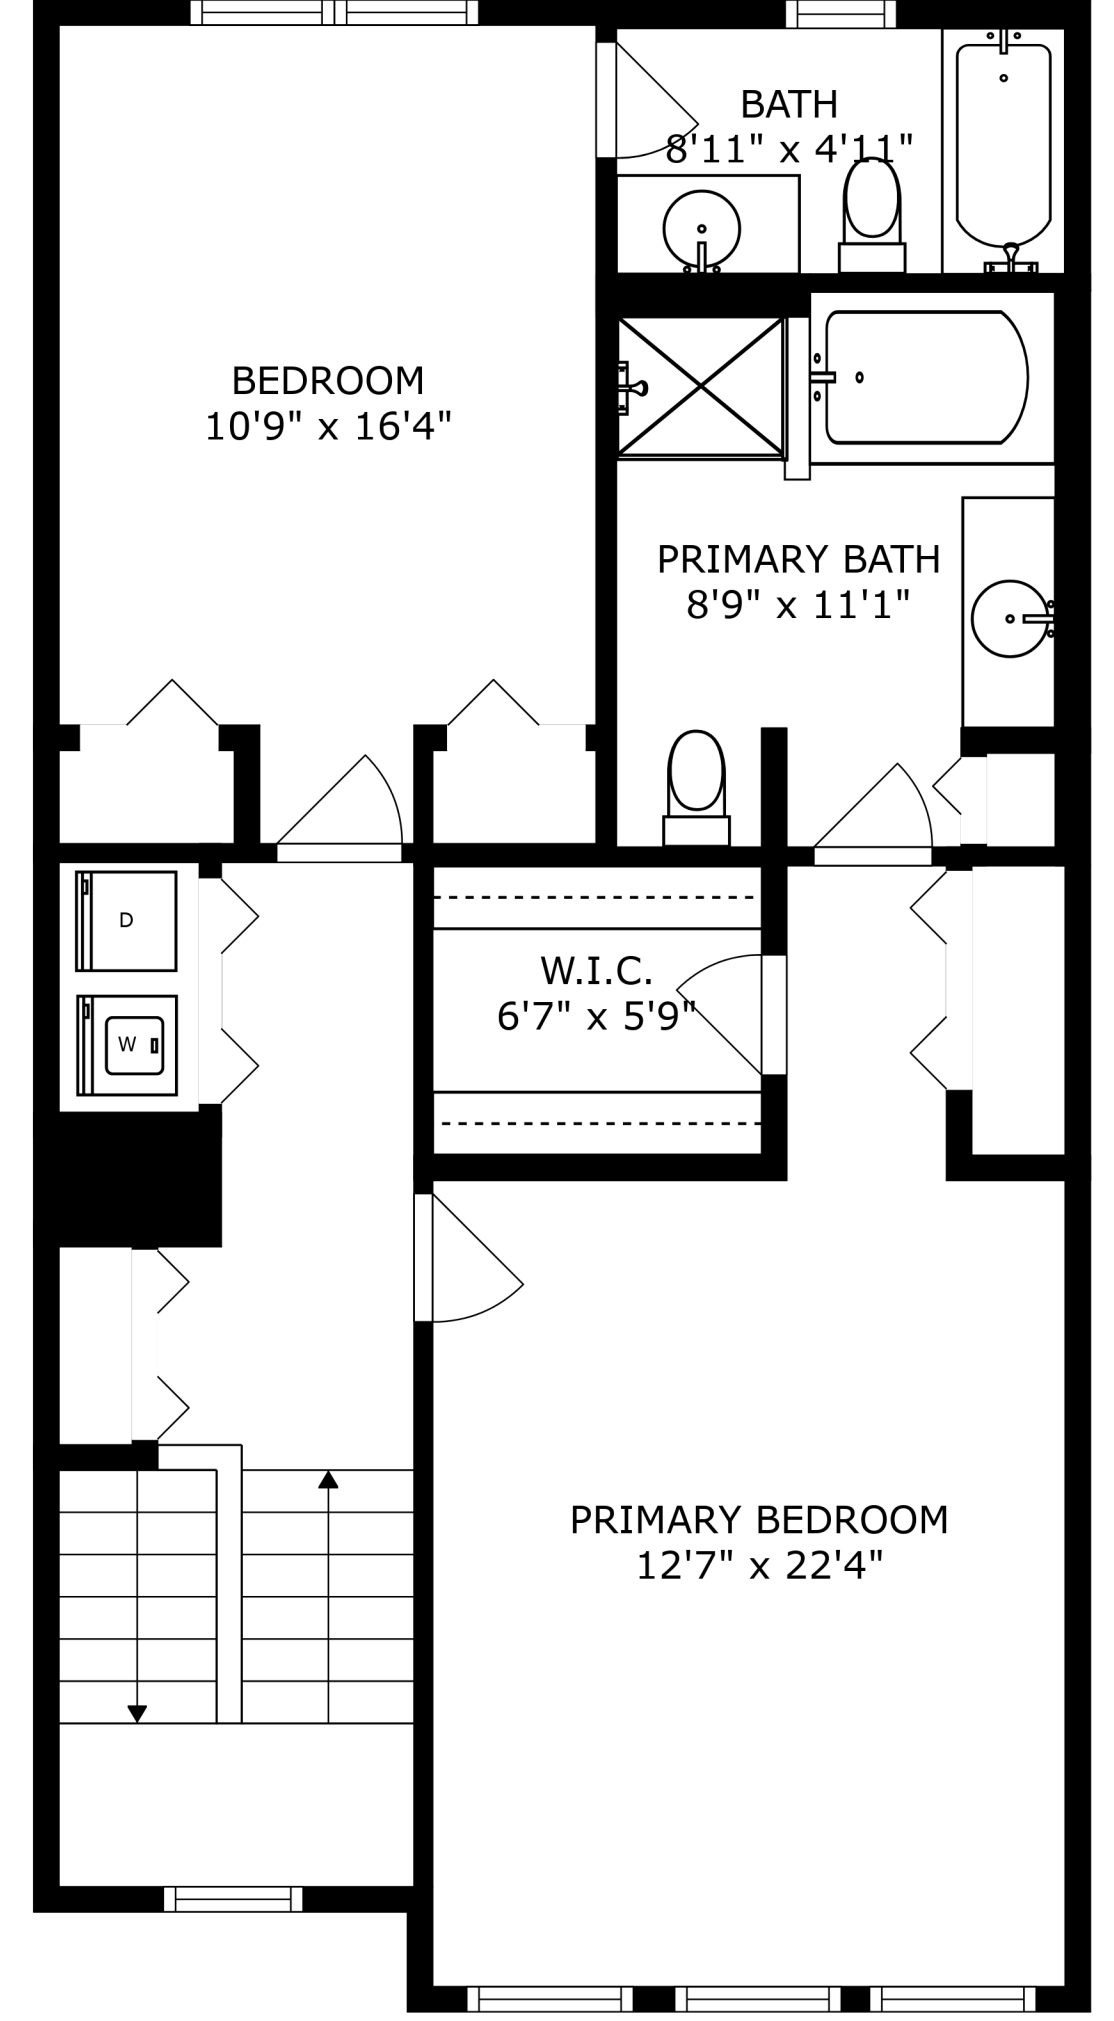 BATH
8'11" x 4'11"
BEDROOM
10'9" x 16'4"
PRIMARY BATH
8'9" x 11'1"
D
W.I.C.
6'7" x 5'9"
W
PRIMARY BEDROOM
12'7" x 22'4"